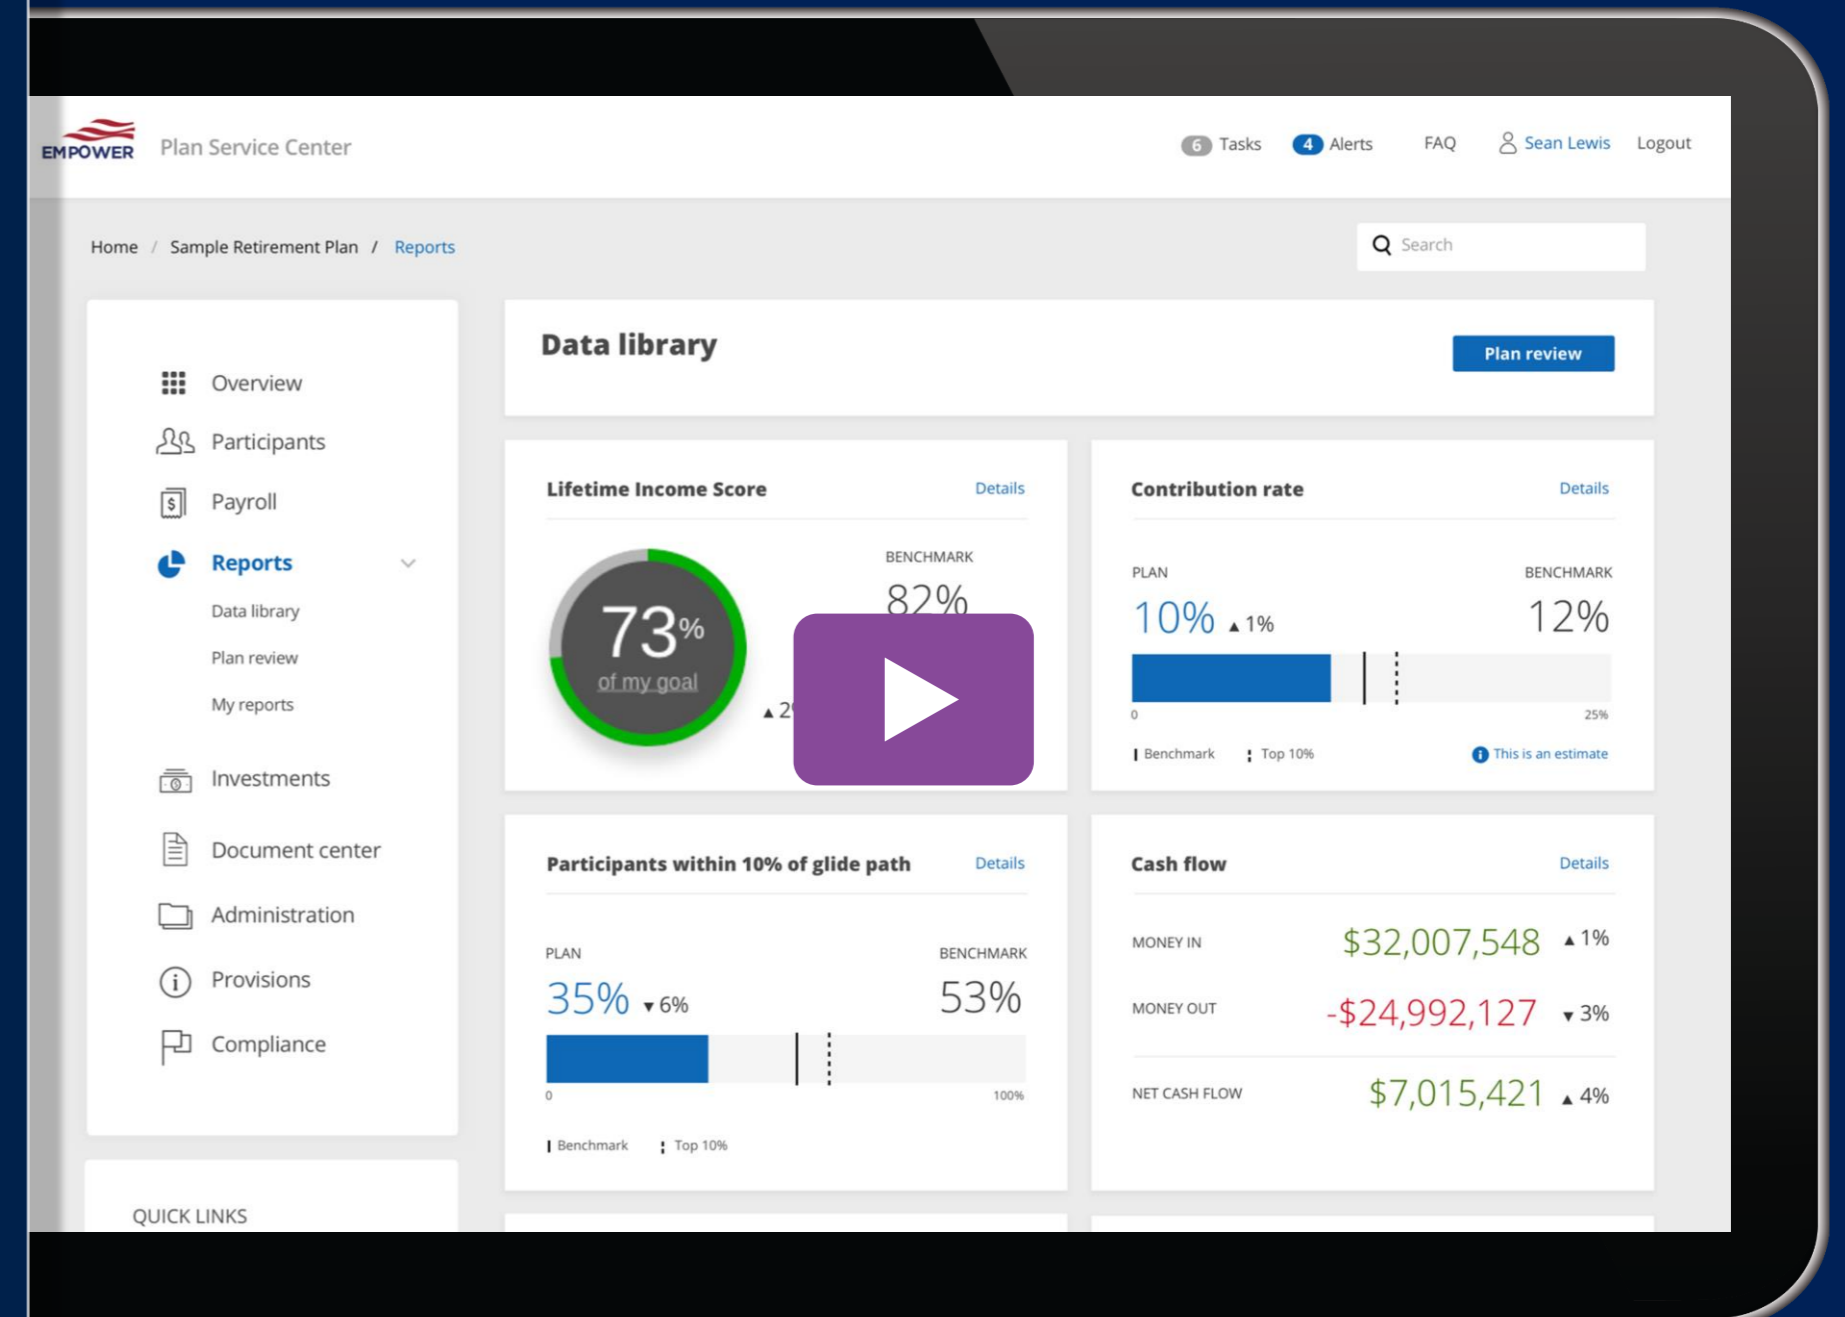 EMPOWER
Plan Service Center
6 Tasks 4 Alerts FAQ Sean Lewis Logout
Home / Sample Retirement Plan / Reports
Search
Overview
Participants
Payroll
Reports
Data library
Plan review
My reports
Investments
Document center
Administration
Provisions
Compliance
QUICK LINKS
Data library
Plan review
Lifetime Income Score Details
73%
of my goal
BENCHMARK
82%
▲ 2
Contribution rate Details
PLAN BENCHMARK
10% ▲ 1% 12%
0 25%
Benchmark Top 10% This is an estimate
Participants within 10% of glide path Details
PLAN BENCHMARK
35% ▼ 6% 53%
0 100%
Benchmark Top 10%
Cash flow Details
MONEY IN $32,007,548 ▲ 1%
MONEY OUT -$24,992,127 ▼ 3%
NET CASH FLOW $7,015,421 ▲ 4%